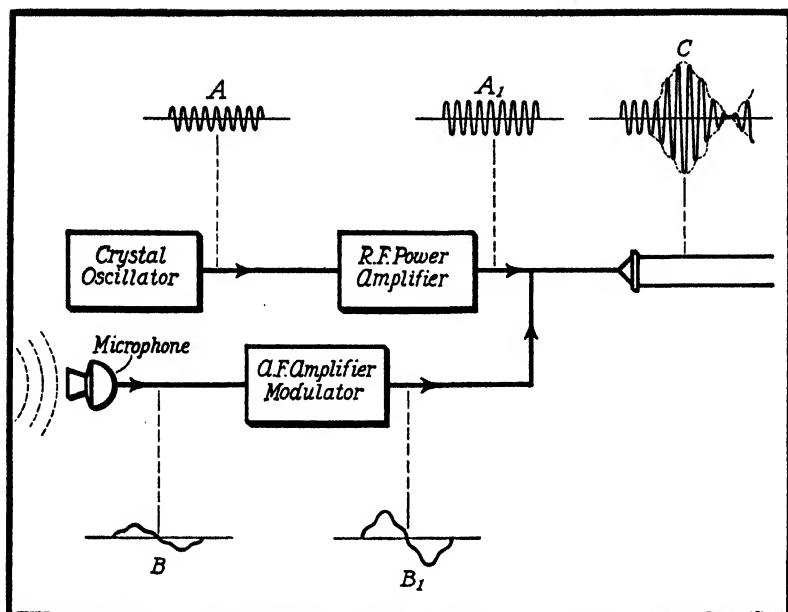 A
A1
C
Crystal
Oscillator
R.F. Power
Amplifier
Microphone
A.F. Amplifier
Modulator
B
B1